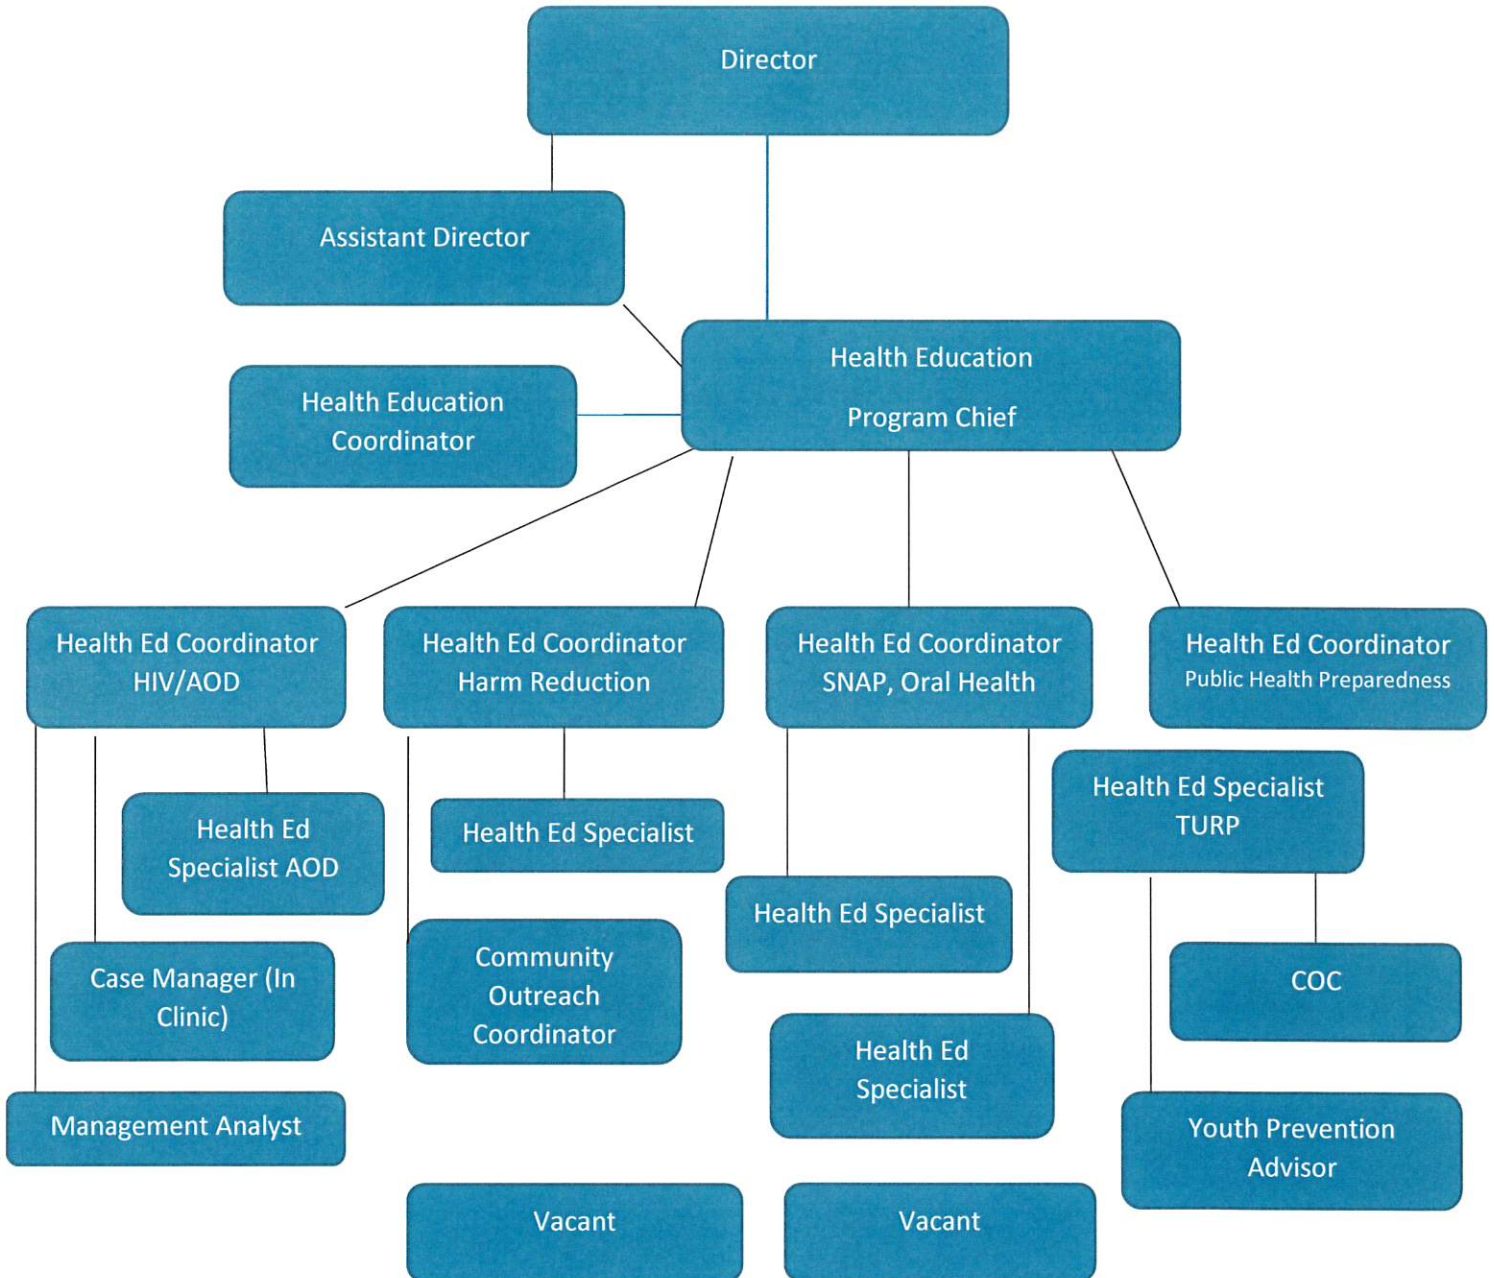 Director
Assistant Director
Health Education
Program Chief
Health Education
Coordinator
Health Ed Coordinator
HIV/AOD
Health Ed Coordinator
Harm Reduction
Health Ed Coordinator
SNAP, Oral Health
Health Ed Coordinator
Public Health Preparedness
Health Ed Specialist
TURP
Health Ed
Specialist AOD
Health Ed Specialist
Health Ed Specialist
Case Manager (In
Clinic)
Community
Outreach
Coordinator
COC
Health Ed
Specialist
Management Analyst
Youth Prevention
Advisor
Vacant
Vacant